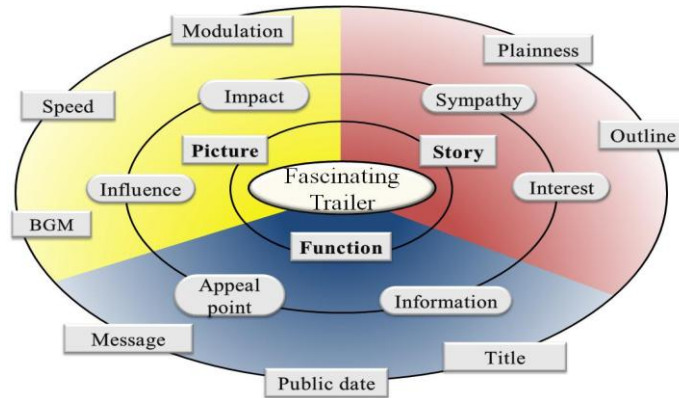 Modulation
Plainness
Speed
Impact
Sympathy
Outline
Picture
Story
Fascinating
Trailer
Influence
Interest
BGM
Function
Appeal
point
Information
Message
Title
Public date